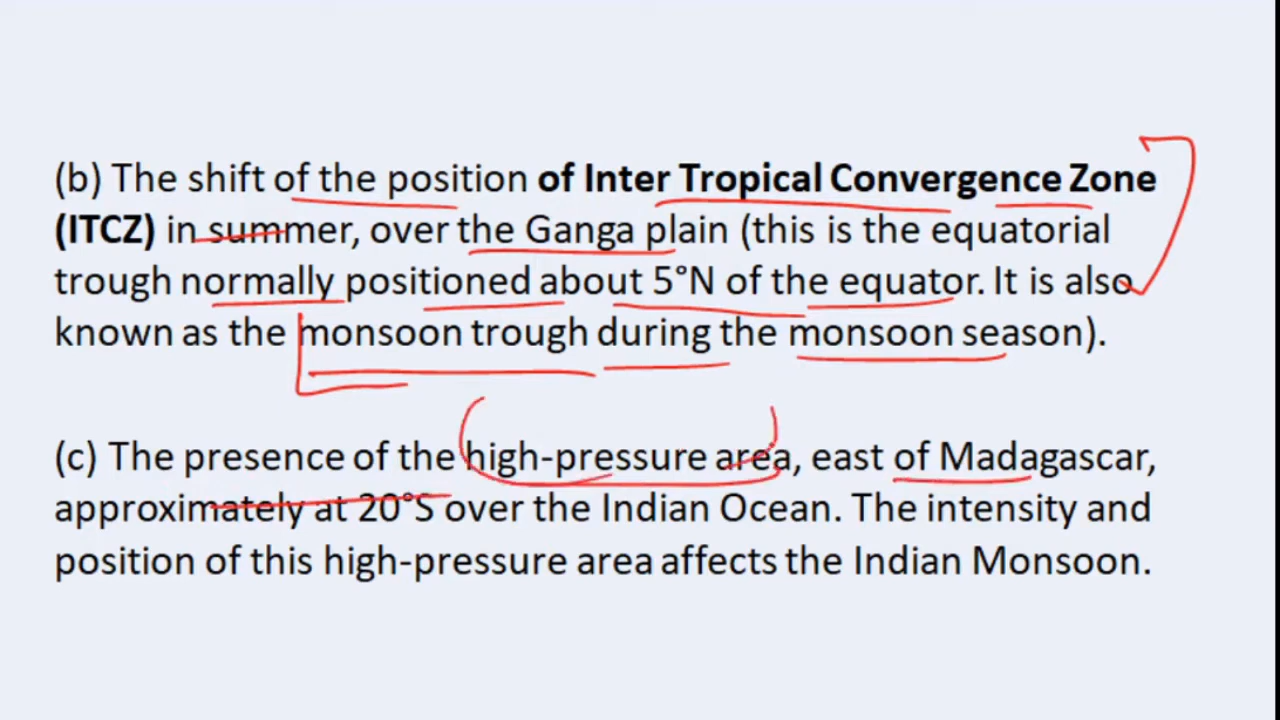 (b) The shift of the position of Inter Tropical Convergence Zone
(ITCZ) in summer, over the Ganga plain (this is the equatorial
trough normally positioned about 5°N of the equator. It is also
known as the monsoon trough during the monsoon season).
(c) The presence of the high-pressure area, east of Madagascar,
approximately at 20°S over the Indian Ocean. The intensity and
position of this high-pressure area affects the Indian Monsoon.